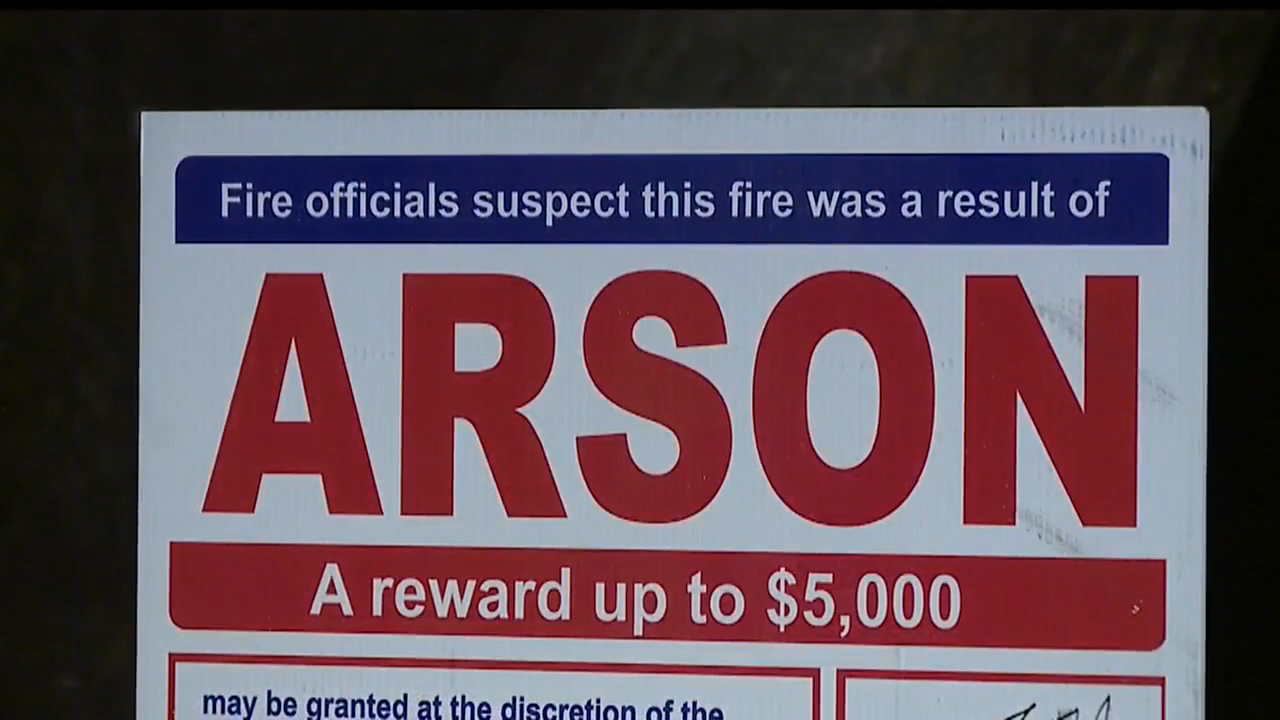 Fire officials suspect this fire was a result of
ARSON
A reward up to $5,000
may be granted at the discretion of the